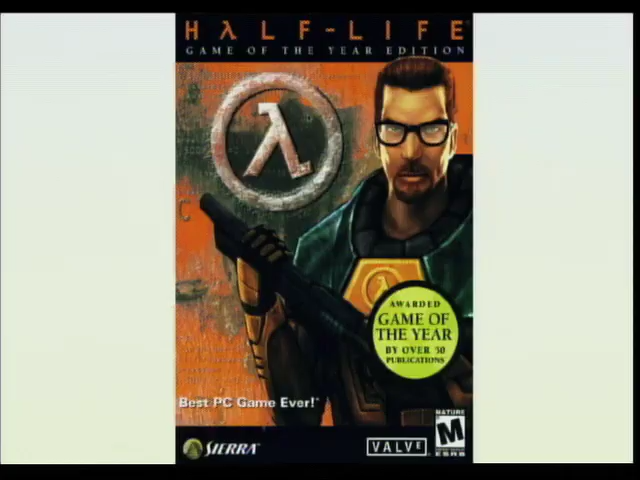 HλLF-LIFE
GAME OF THE YEAR EDITION
λ
λ
AWARDED
GAME OF
THE YEAR
BY OVER 50
PUBLICATIONS
Best PC Game Ever!
MATURE
M
ESRB
SIERRA
VALVE